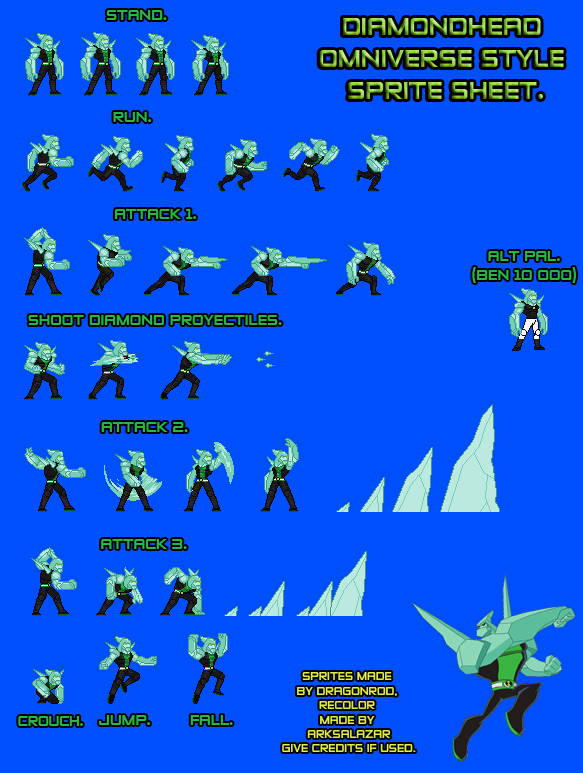 STAND.
DIAMONDHEAD
OMNIVERSE STYLE
SPRITE SHEET.
RUN.
ATTACK 1.
ALT PAL.
(BEN 10 000)
SHOOT DIAMOND PROYECTILES.
ATTACK 2.
ATTACK 3.
CROUCH.
JUMP.
FALL.
SPRITES MADE
BY DRAGONROD,
RECOLOR
MADE BY
ARKSALAZAR
GIVE CREDITS IF USED.